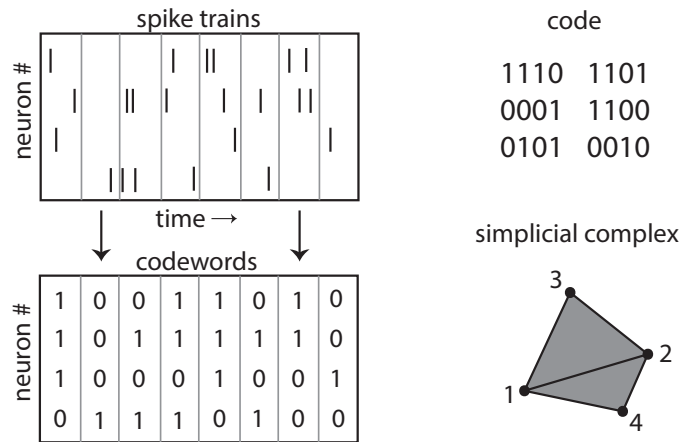 spike trains
neuron #
time →
codewords
neuron #
1 0 0 1 1 0 1 0
1 0 1 1 1 1 1 0
1 0 0 0 1 0 0 1
0 1 1 1 0 1 0 0
code
1110 1101
0001 1100
0101 0010
simplicial complex
3
2
1
4